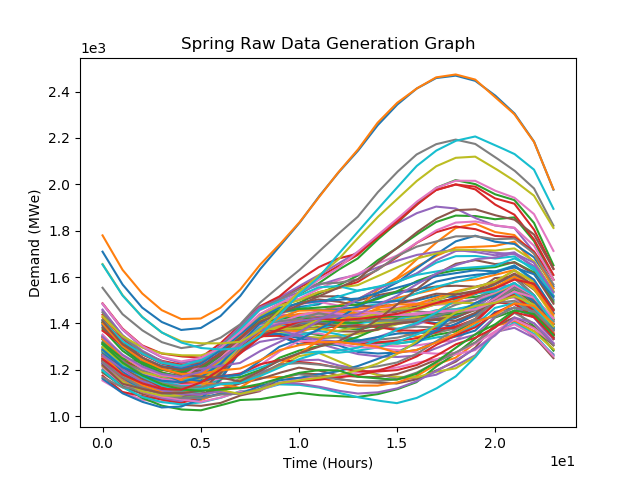 Spring Raw Data Generation Graph
1e3
Demand (MWe)
2.4
2.2
2.0
1.8
1.6
1.4
1.2
1.0
0.0 0.5 1.0 1.5 2.0
Time (Hours)
1e1